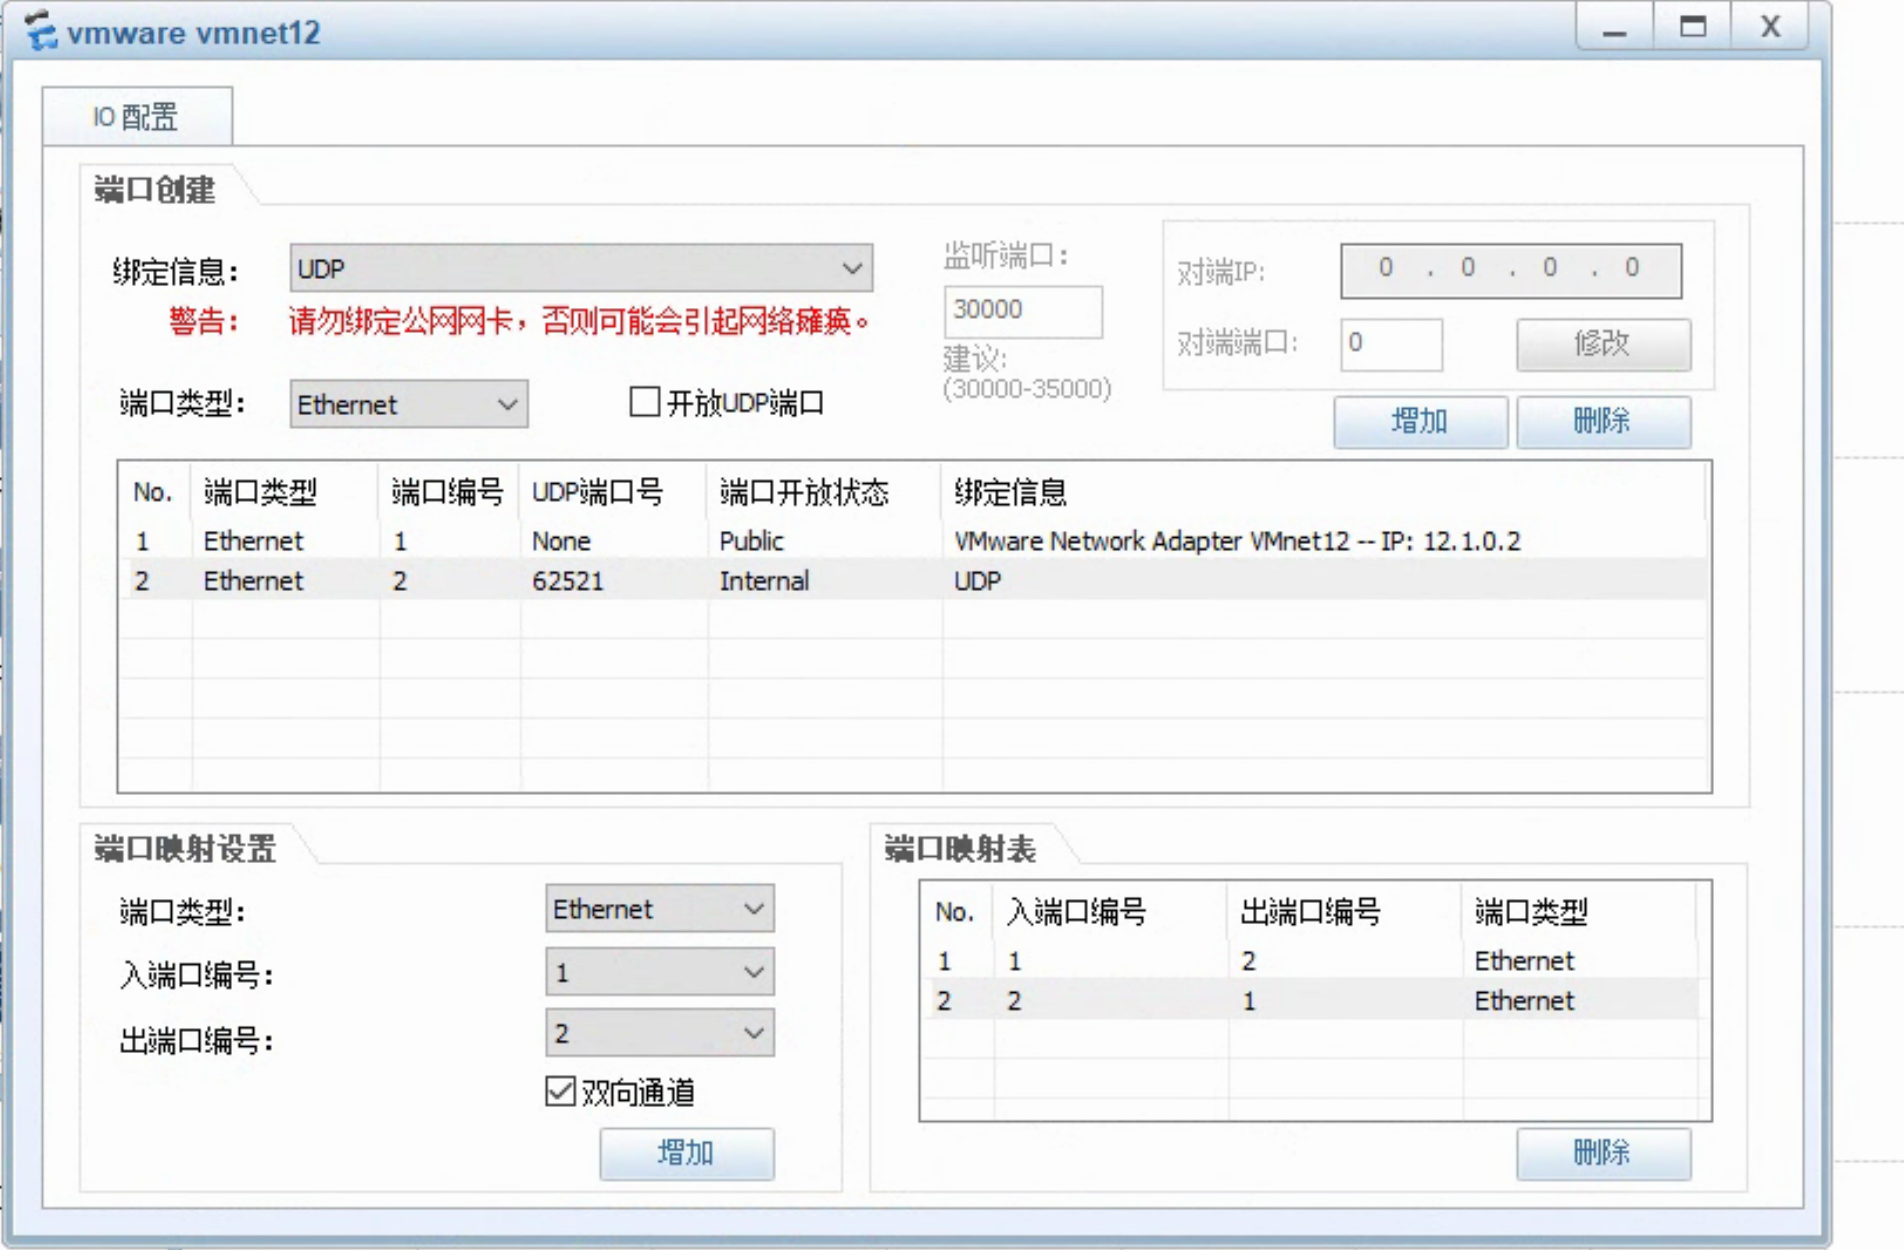 vmware vmnet12
IO 配置
端口创建
绑定信息：
UDP
警告： 请勿绑定公网网卡，否则可能会引起网络瘫痪。
端口类型：
Ethernet
开放UDP端口
监听端口：
30000
建议:
(30000-35000)
对端IP:
0 . 0 . 0 . 0
对端端口:
0
修改
增加
删除
No. 端口类型 端口编号 UDP端口号 端口开放状态 绑定信息
1 Ethernet 1 None Public VMware Network Adapter VMnet12 -- IP: 12.1.0.2
2 Ethernet 2 62521 Internal UDP
端口映射设置
端口类型：
Ethernet
入端口编号：
1
出端口编号：
2
双向通道
增加
端口映射表
No. 入端口编号 出端口编号 端口类型
1 1 2 Ethernet
2 2 1 Ethernet
删除